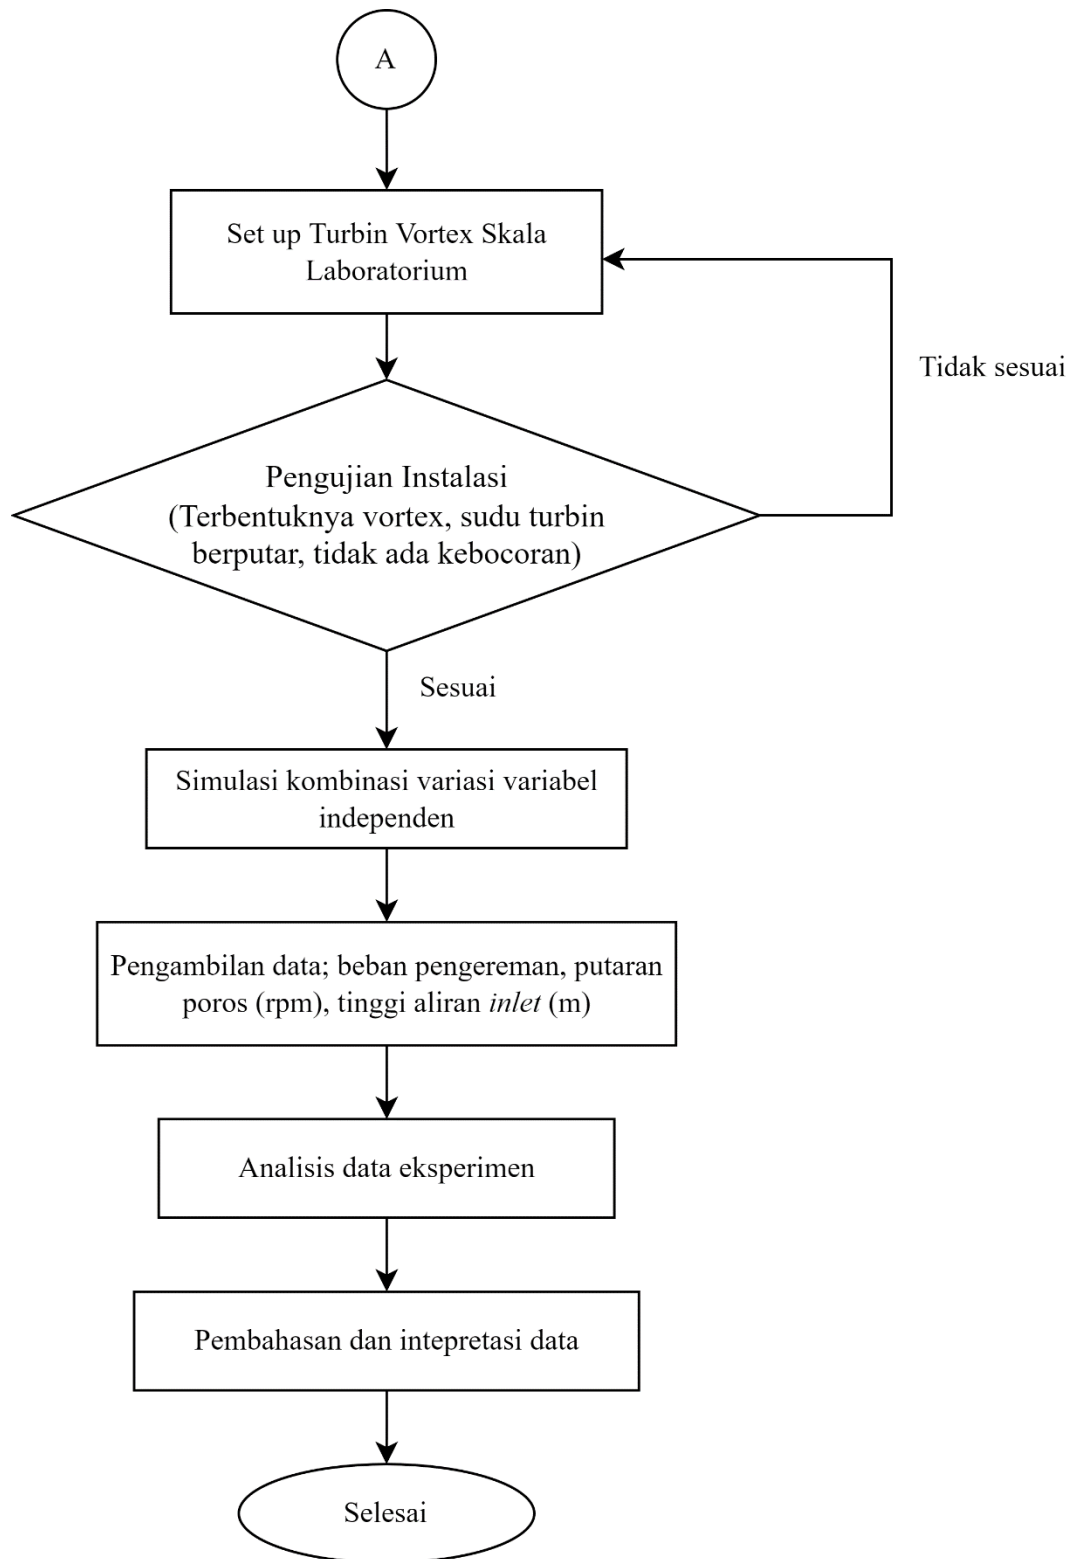 A
Set up Turbin Vortex Skala
Laboratorium
Tidak sesuai
Pengujian Instalasi
(Terbentuknya vortex, sudu turbin
berputar, tidak ada kebocoran)
Sesuai
Simulasi kombinasi variasi variabel
independen
Pengambilan data; beban pengereman, putaran
poros (rpm), tinggi aliran inlet (m)
Analisis data eksperimen
Pembahasan dan intepretasi data
Selesai